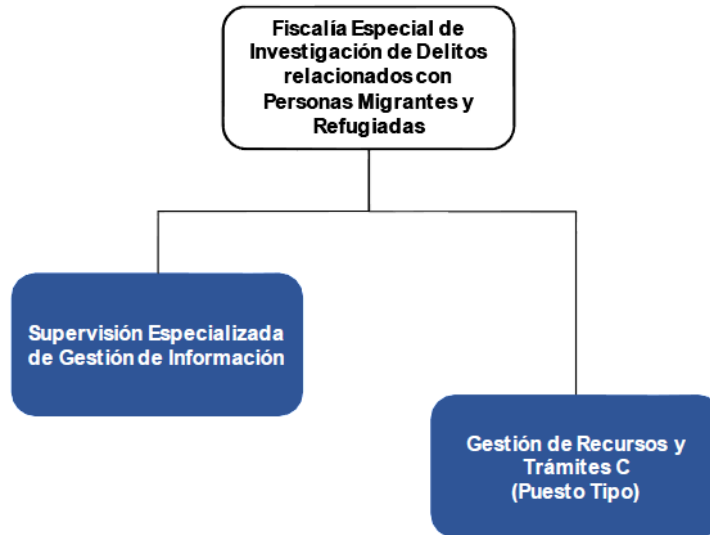 Fiscalía Especial de
Investigación de Delitos
relacionados con
Personas Migrantes y
Refugiadas
Supervisión Especializada
de Gestión de Información
Gestión de Recursos y
Trámites C
(Puesto Tipo)